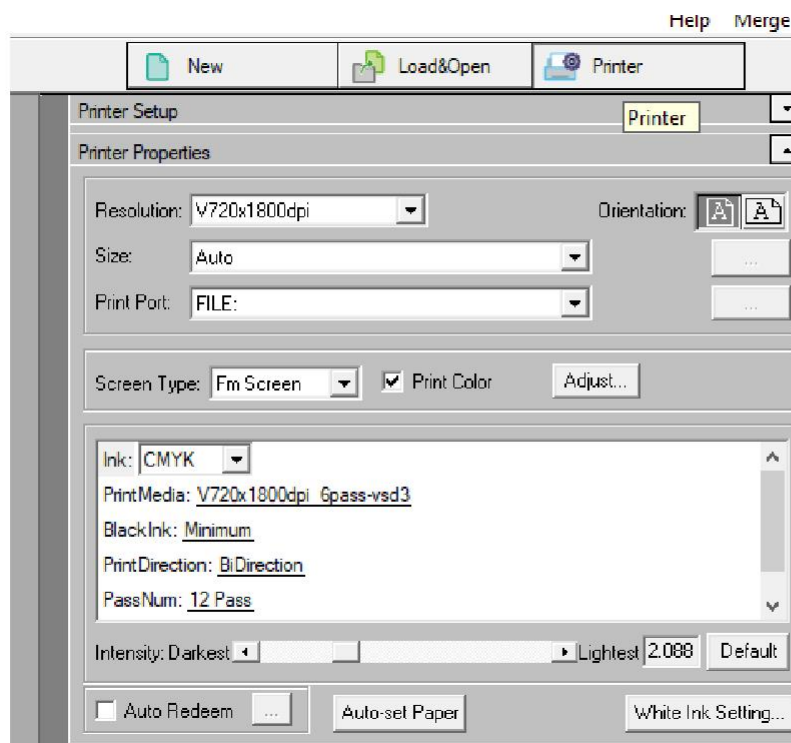 Help Merge
New Load&Open Printer
Printer Setup
Printer
Printer Properties
Resolution: V720x1800dpi Orientation: A A
Size: Auto ...
Print Port: FILE: ...
Screen Type: Fm Screen Print Color Adjust...
Ink: CMYK
PrintMedia: V720x1800dpi 6pass-vsd3
BlackInk: Minimum
PrintDirection: BiDirection
PassNum: 12 Pass
Intensity: Darkest Lightest 2.088 Default
Auto Redeem ... Auto-set Paper White Ink Setting...